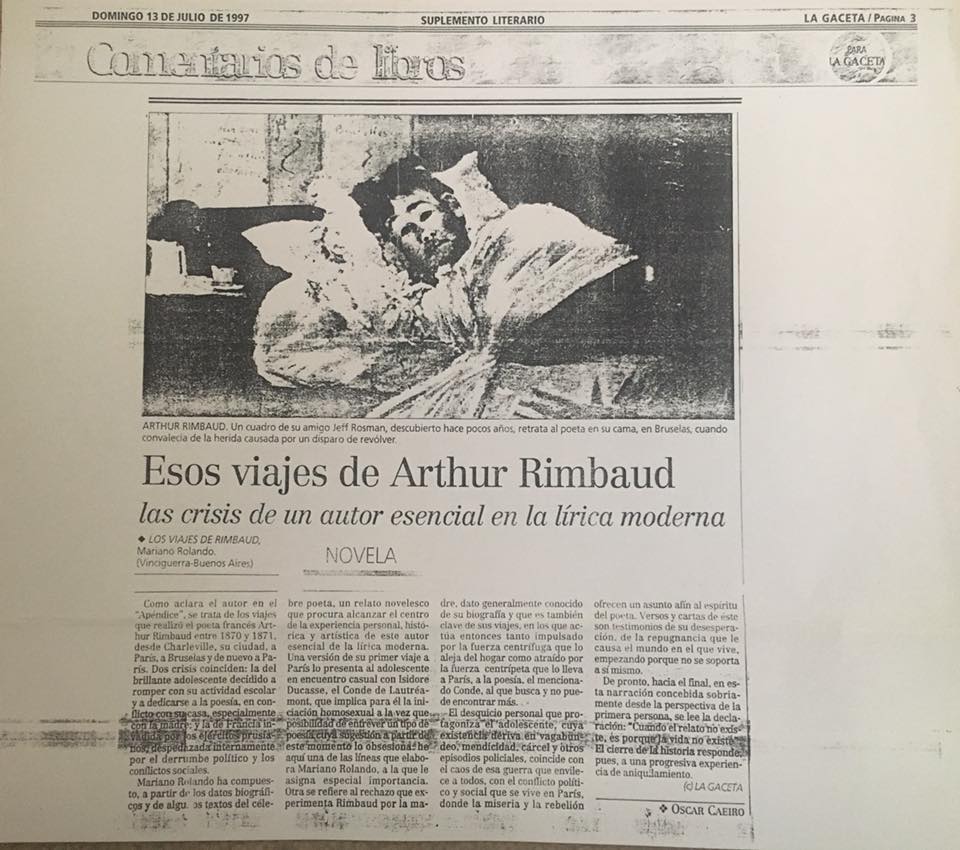 DOMINGO 13 DE JULIO DE 1997
SUPLEMENTO LITERARIO
LA GACETA / PAGINA 3
Comentarios de libros
PARA
LA GACETA
ARTHUR RIMBAUD. Un cuadro de su amigo Jeff Rosman, descubierto hace pocos años, retrata al poeta en su cama, en Bruselas, cuando
convalecía de la herida causada por un disparo de revólver.
Esos viajes de Arthur Rimbaud
las crisis de un autor esencial en la lírica moderna
◆ LOS VIAJES DE RIMBAUD,
Mariano Rolando.
(Vinciguerra-Buenos Aires)
NOVELA
Como aclara el autor en el
"Apéndice", se trata de los viajes
que realizó el poeta francés Art-
hur Rimbaud entre 1870 y 1871,
desde Charleville, su ciudad, a
París, a Bruselas y de nuevo a Pa-
rís. Dos crisis coinciden: la del
brillante adolescente decidido a
romper con su actividad escolar
y a dedicarse a la poesía, en con-
flicto con su casa, especialmente
con la madre, y la de Francia in-
vadida por los ejércitos prusia-
nos, despedazada internamente
por el derrumbe político y los
conflictos sociales.
Mariano Rolando ha compues-
to, a partir de los datos biográfi-
cos y de algu os textos del céle-
bre poeta, un relato novelesco
que procura alcanzar el centro
de la experiencia personal, histó-
rica y artística de este autor
esencial de la lírica moderna.
Una versión de su primer viaje a
París lo presenta al adolescente
en encuentro casual con Isidore
Ducasse, el Conde de Lautréa-
mont, que implica para él la ini-
ciación homosexual a la vez que
posibilidad de entrever un tipo de
poesía cuya sugestión a partir de
este momento lo obsesiona: he
aquí una de las líneas que elabo-
ra Mariano Rolando, a la que le
asigna especial importancia.
Otra se refiere al rechazo que ex-
perimenta Rimbaud por la ma-
dre, dato generalmente conocido
de su biografía y que es también
clave de sus viajes, en los que ac-
túa entonces tanto impulsado
por la fuerza centrífuga que lo
aleja del hogar como atraído por
la fuerza centrípeta que lo lleva
a París, a la poesía, el menciona-
do Conde, al que busca y no pue-
de encontrar más.
El desquicio personal que pro-
tagoniza el adolescente, cuya
existencia deriva en vagabun-
deo, mendicidad, cárcel y otros
episodios policiales, coincide con
el caos de esa guerra que envile-
ce a todos, con el conflicto políti-
co y social que se vive en París,
donde la miseria y la rebelión
ofrecen un asunto afín al espíritu
del poeta. Versos y cartas de éste
son testimonios de su desespera-
ción, de la repugnancia que le
causa el mundo en el que vive,
empezando porque no se soporta
a sí mismo.
De pronto, hacia el final, en es-
ta narración concebida sobria-
mente desde la perspectiva de la
primera persona, se lee la decla-
ración: "Cuando el relato no exis-
te, es porque la vida no existe".
El cierre de la historia responde,
pues, a una progresiva experien-
cia de aniquilamiento.
(c) LA GACETA
❖ OSCAR CAEIRO